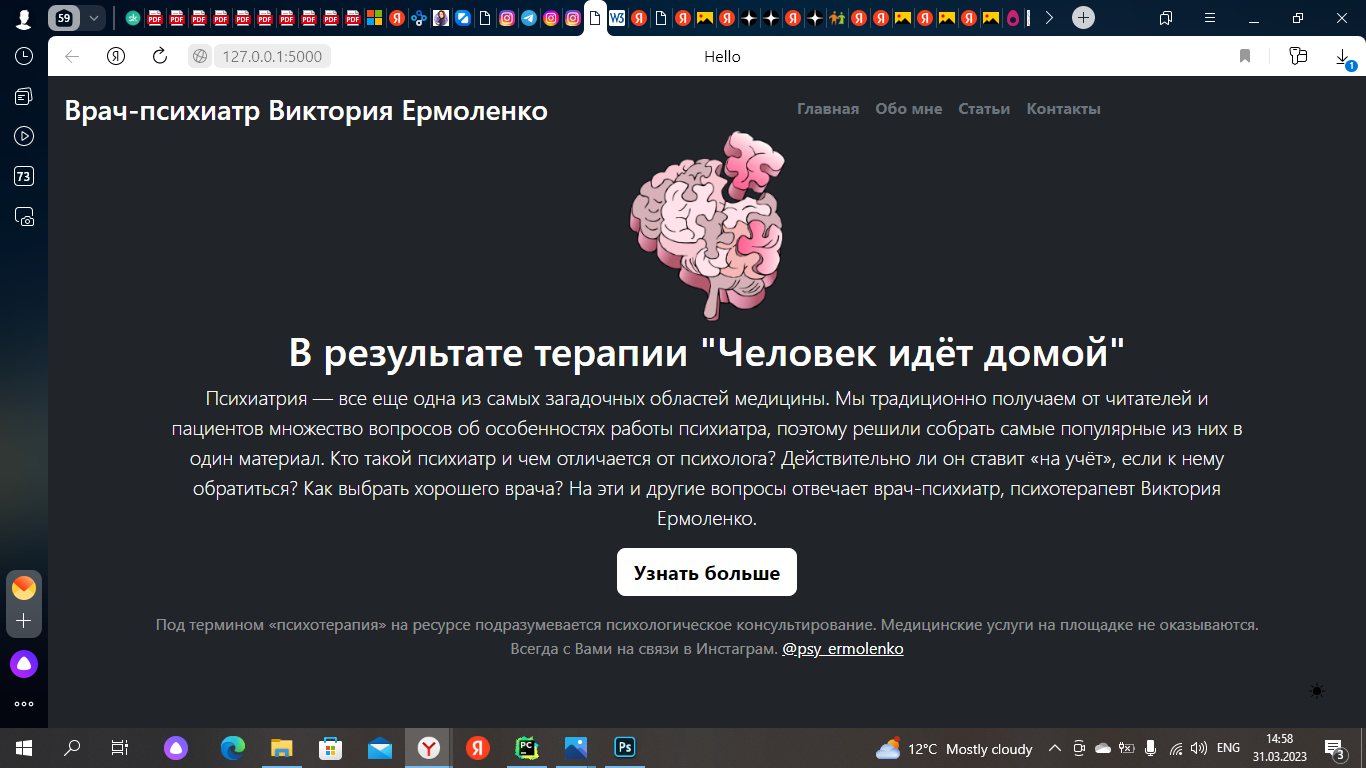 59
127.0.0.1:5000
Hello
1
73
Врач-психиатр Виктория Ермоленко
Главная Обо мне Статьи Контакты
В результате терапии "Человек идёт домой"
Психиатрия — все еще одна из самых загадочных областей медицины. Мы традиционно получаем от читателей и
пациентов множество вопросов об особенностях работы психиатра, поэтому решили собрать самые популярные из них в
один материал. Кто такой психиатр и чем отличается от психолога? Действительно ли он ставит «на учёт», если к нему
обратиться? Как выбрать хорошего врача? На эти и другие вопросы отвечает врач-психиатр, психотерапевт Виктория
Ермоленко.
Узнать больше
Под термином «психотерапия» на ресурсе подразумевается психологическое консультирование. Медицинские услуги на площадке не оказываются.
Всегда с Вами на связи в Инстаграм. @psy_ermolenko
12°C Mostly cloudy
ENG
14:58
31.03.2023
3